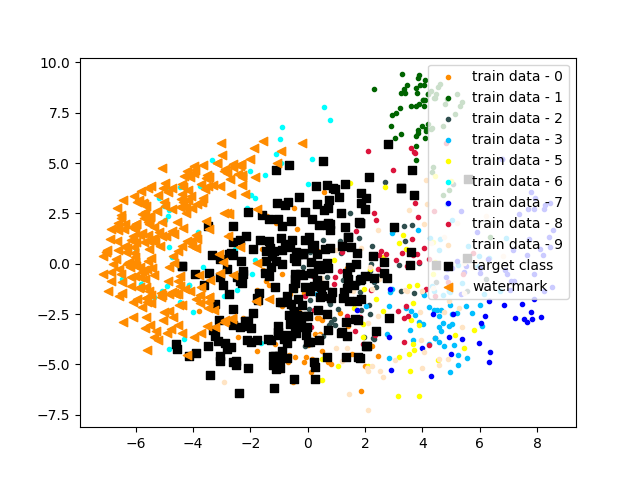 10.0
7.5
5.0
2.5
0.0
−2.5
−5.0
−7.5
−6
−4
−2
0
2
4
6
8
train data - 0
train data - 1
train data - 2
train data - 3
train data - 5
train data - 6
train data - 7
train data - 8
train data - 9
target class
watermark